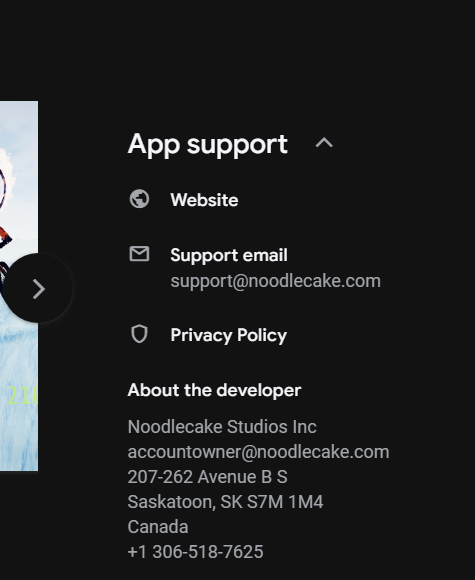 App support
Website
Support email
support@noodlecake.com
Privacy Policy
About the developer
Noodlecake Studios Inc
accountowner@noodlecake.com
207-262 Avenue B S
Saskatoon, SK S7M 1M4
Canada
+1 306-518-7625